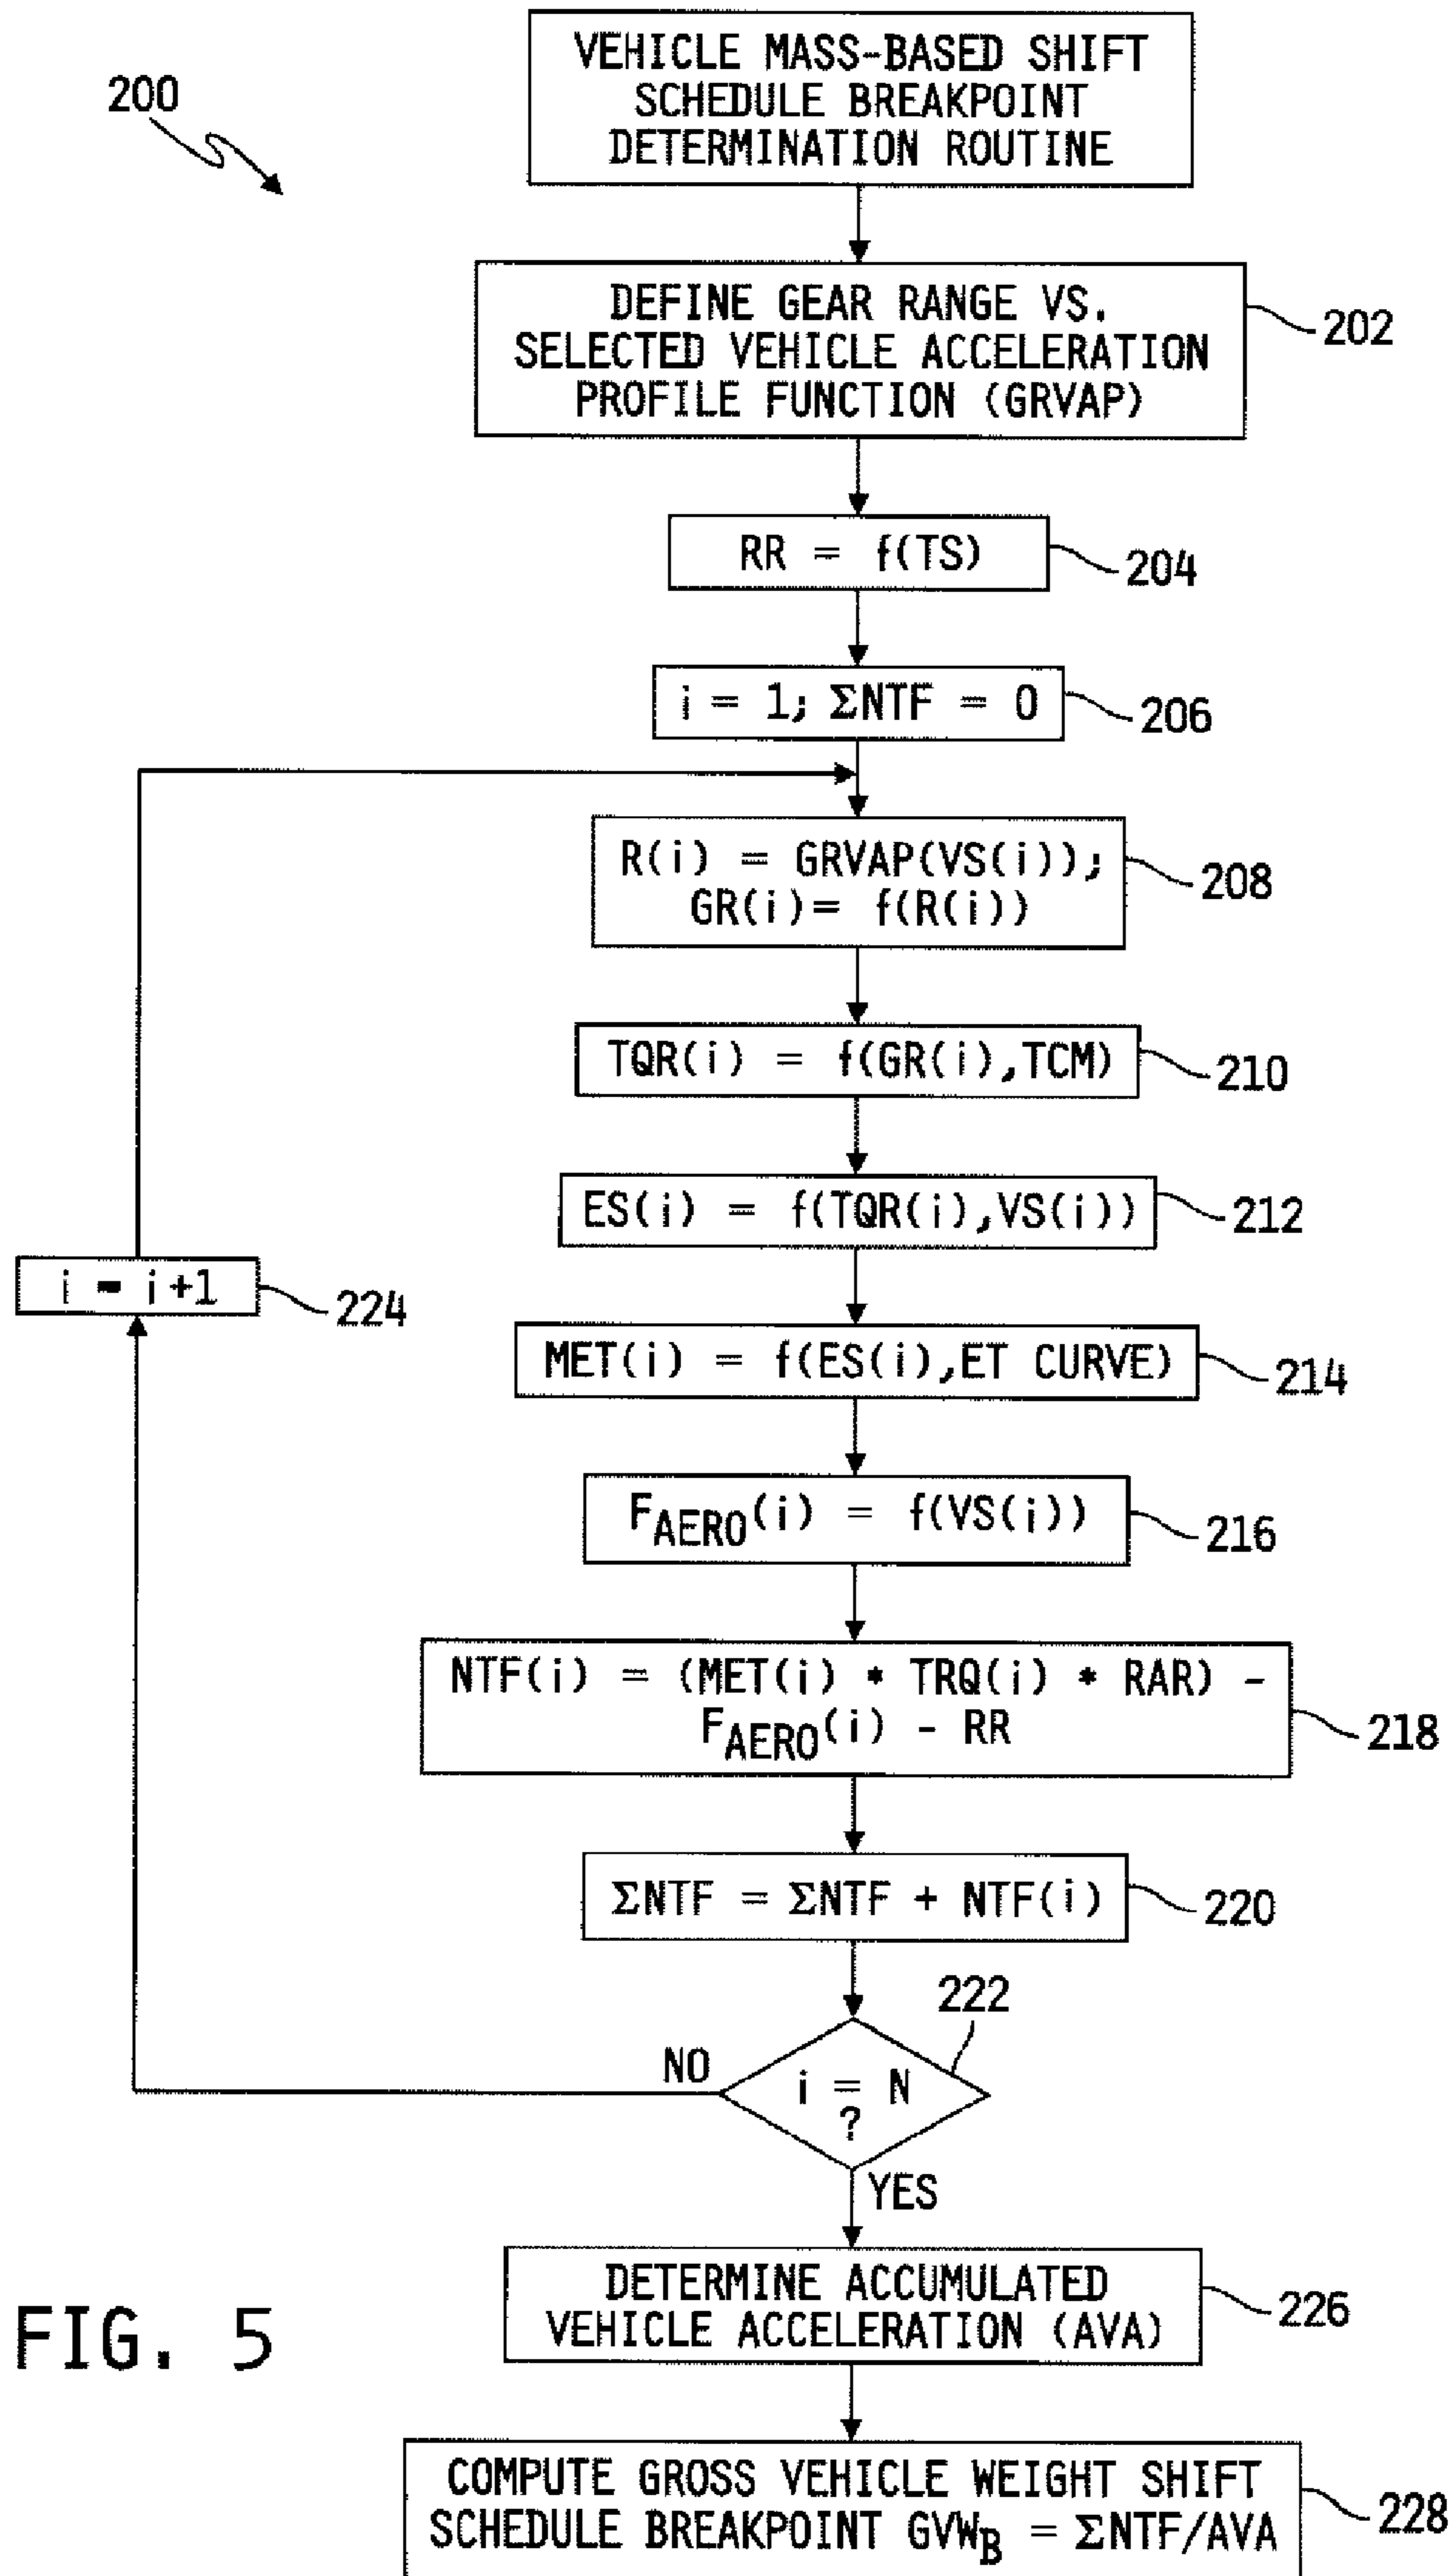 200
VEHICLE MASS-BASED SHIFT
SCHEDULE BREAKPOINT
DETERMINATION ROUTINE
DEFINE GEAR RANGE VS.
SELECTED VEHICLE ACCELERATION
PROFILE FUNCTION (GRVAP)
202
RR = f(TS)
204
i = 1; ΣNTF = 0
206
R(i) = GRVAP(VS(i));
GR(i)= f(R(i))
208
TQR(i) = f(GR(i),TCM)
210
ES(i) = f(TQR(i),VS(i))
212
i = i+1
224
MET(i) = f(ES(i),ET CURVE)
214
FAERO(i) = f(VS(i))
216
NTF(i) = (MET(i) * TRQ(i) * RAR) -
FAERO(i) - RR
218
ΣNTF = ΣNTF + NTF(i)
220
222
NO
i = N
?
YES
DETERMINE ACCUMULATED
VEHICLE ACCELERATION (AVA)
226
FIG. 5
COMPUTE GROSS VEHICLE WEIGHT SHIFT
SCHEDULE BREAKPOINT GVWB = ΣNTF/AVA
228